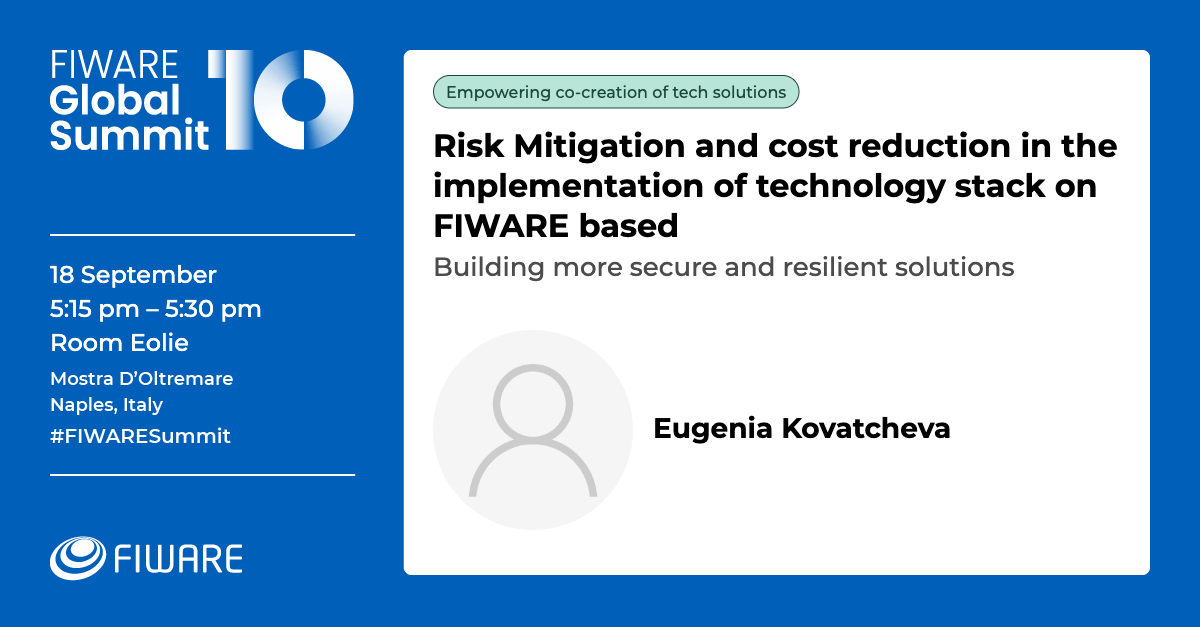 FIWARE
Global
Summit
10
18 September
5:15 pm – 5:30 pm
Room Eolie
Mostra D’Oltremare
Naples, Italy
#FIWARESummit
FIWARE
Empowering co-creation of tech solutions
Risk Mitigation and cost reduction in the
implementation of technology stack on
FIWARE based
Building more secure and resilient solutions
Eugenia Kovatcheva